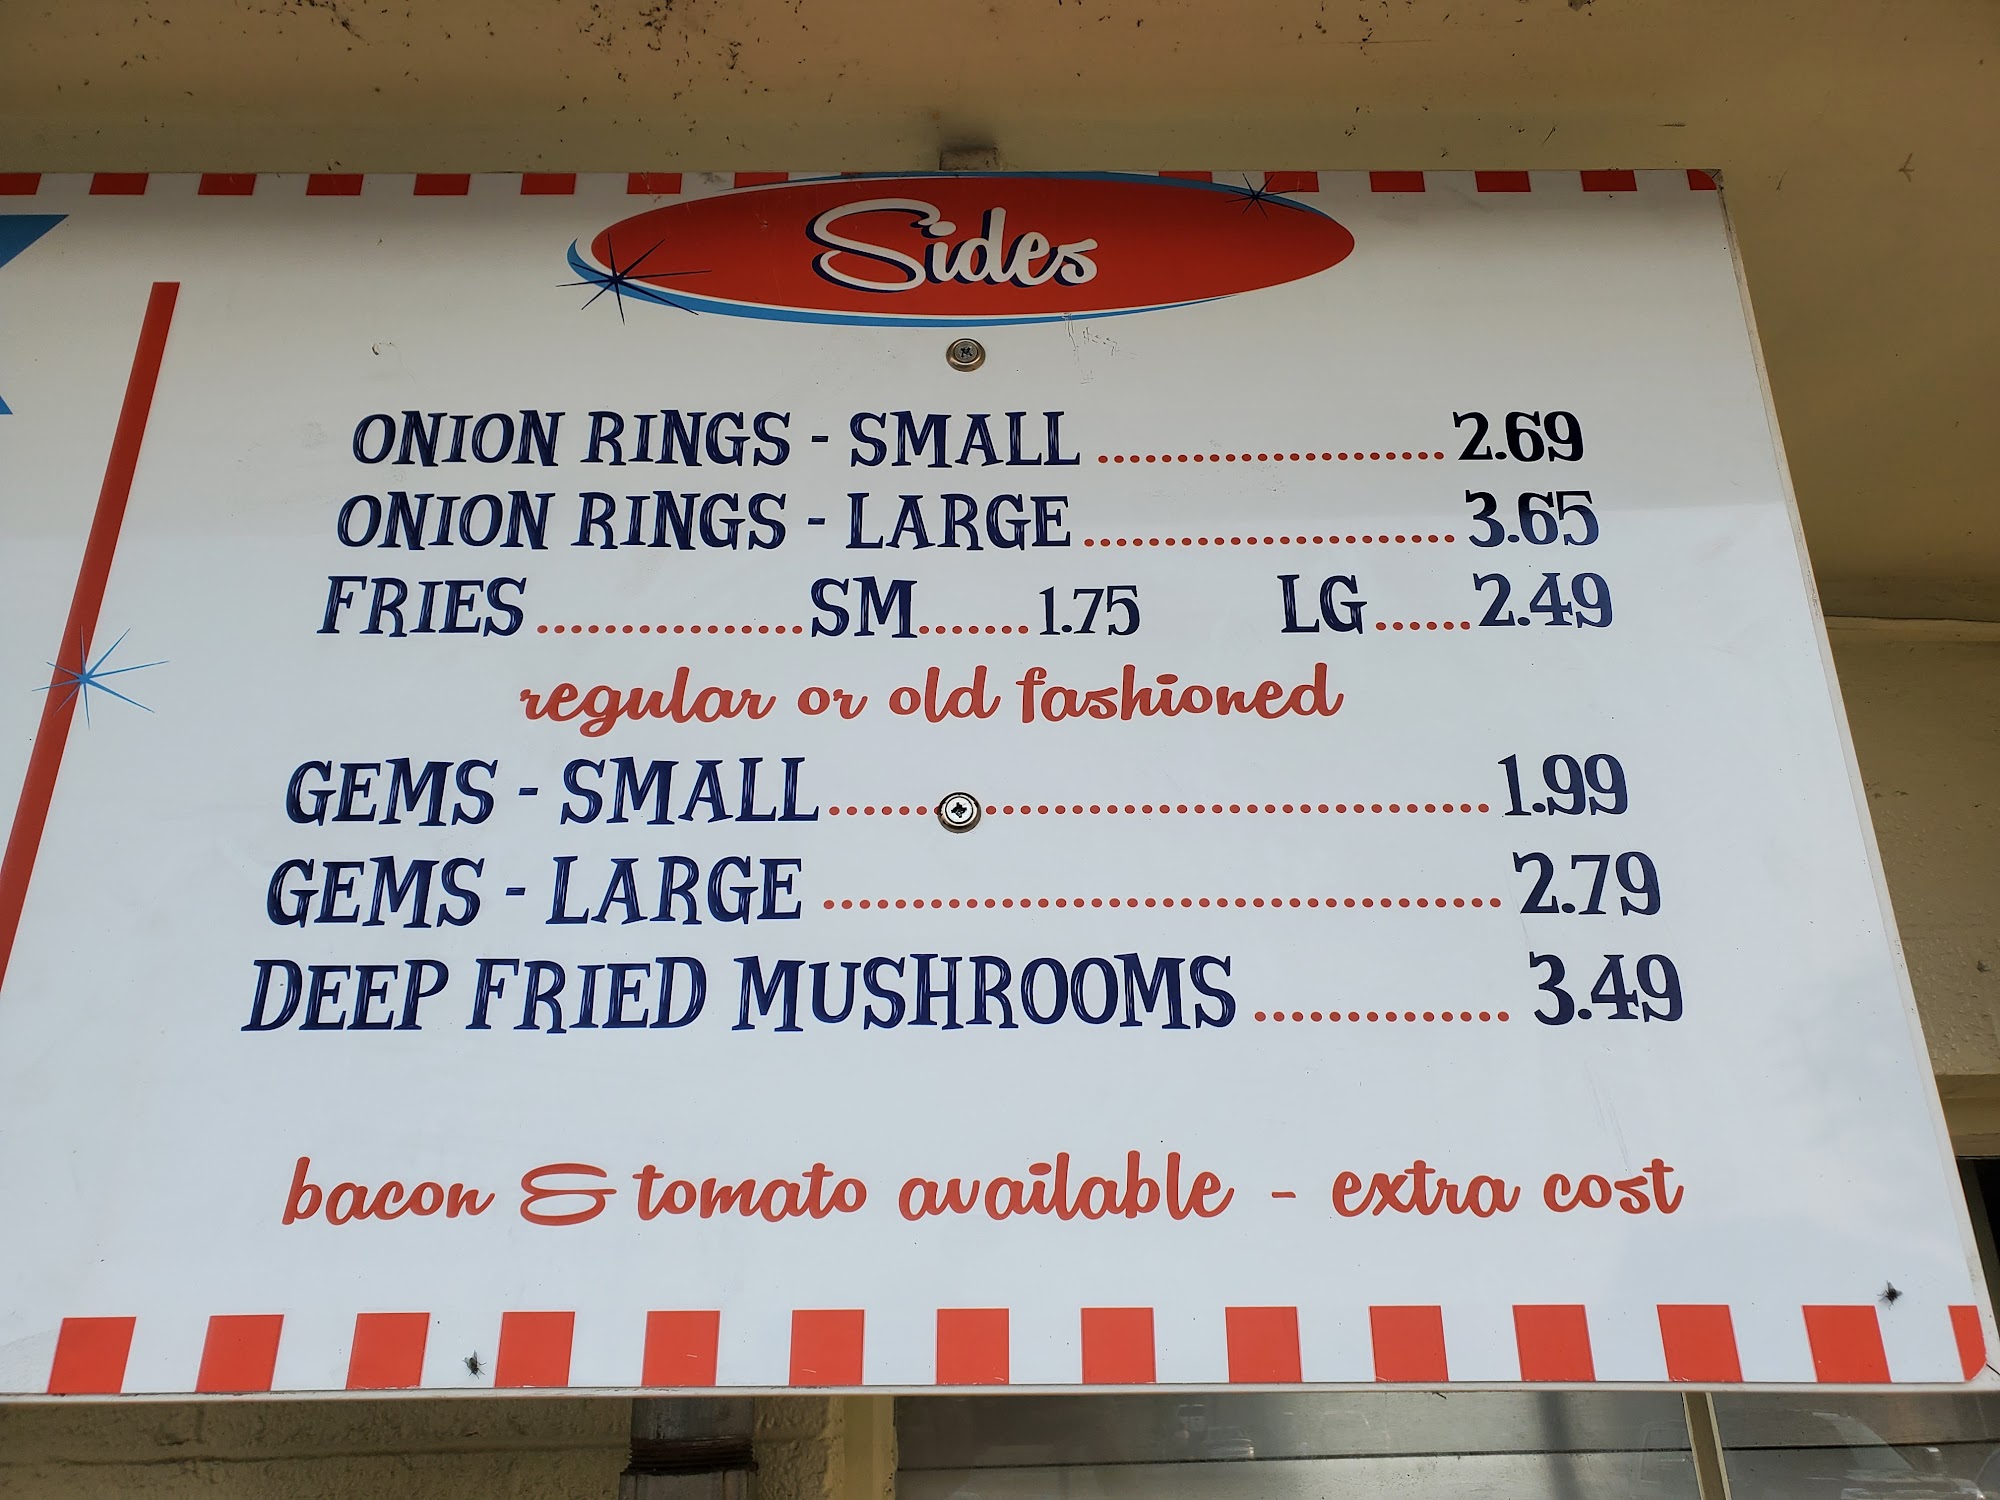 Sides
ONION RINGS - SMALL.....................2.69
ONION RINGS - LARGE.......................3.65
FRIES................SM.......1.75 LG......2.49
regular or old fashioned
GEMS - SMALL.........................................1.99
GEMS - LARGE.........................................2.79
DEEP FRIED MUSHROOMS..............3.49
bacon & tomato available - extra cost